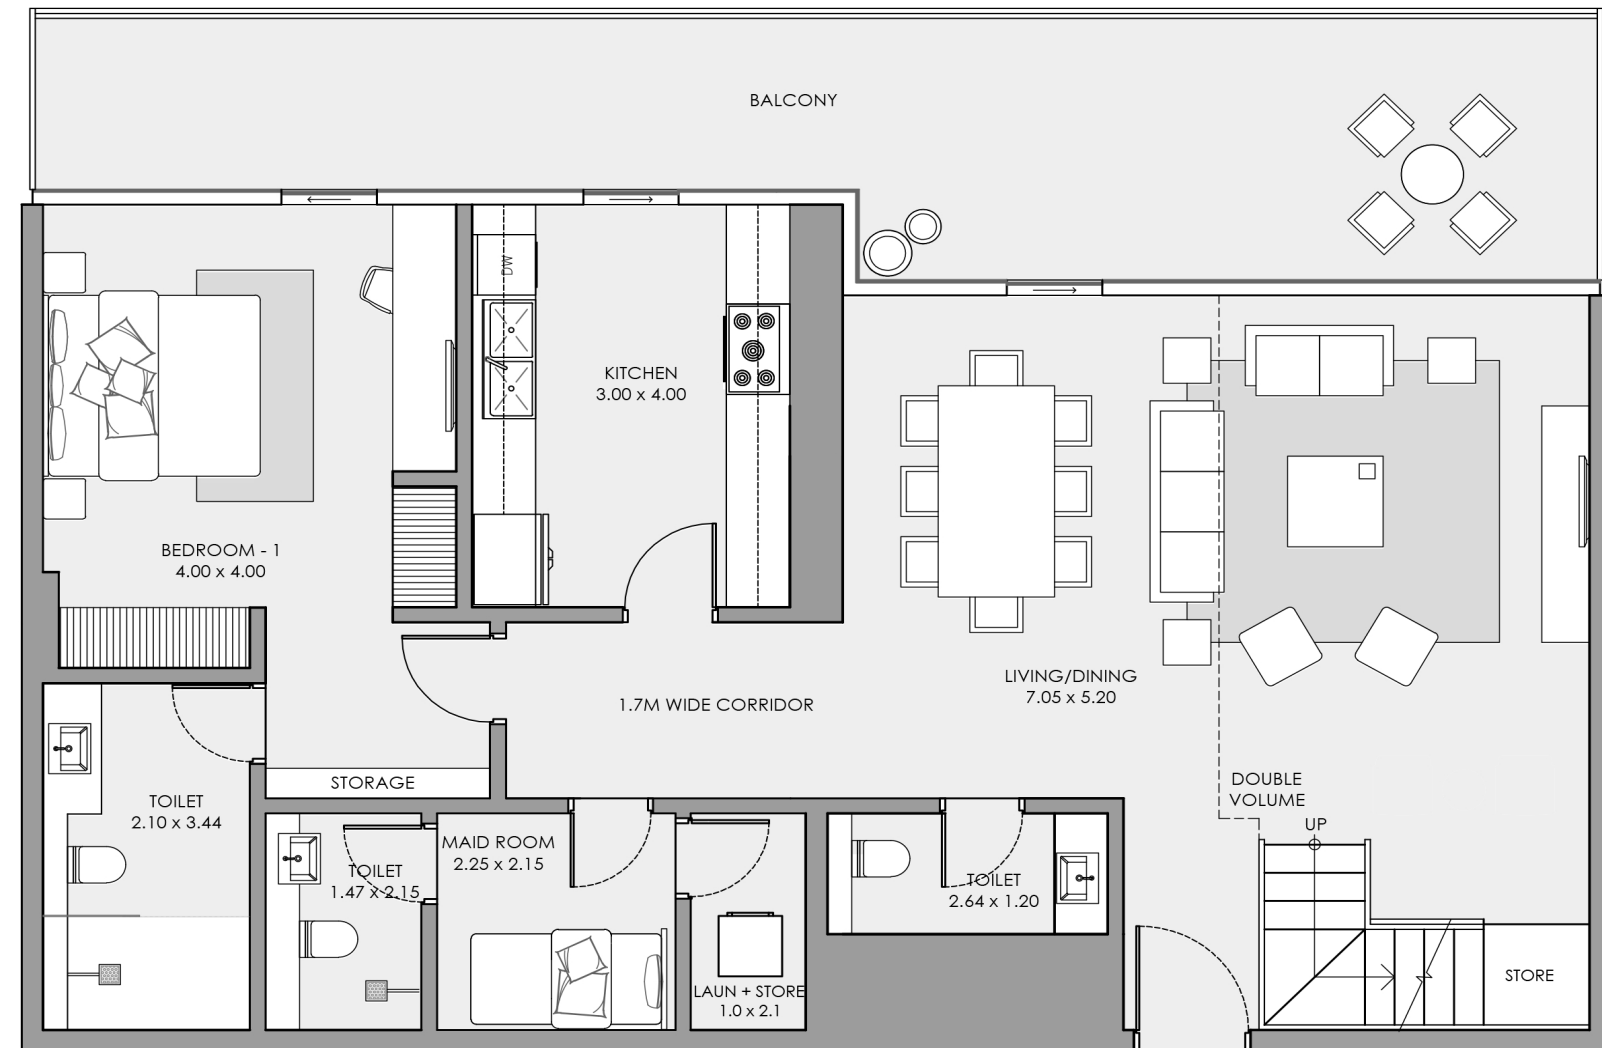 BALCONY
DW
KITCHEN
3.00 x 4.00
BEDROOM - 1
4.00 x 4.00
LIVING/DINING
7.05 x 5.20
1.7M WIDE CORRIDOR
STORAGE
DOUBLE
VOLUME
UP
TOILET
2.10 x 3.44
MAID ROOM
2.25 x 2.15
TOILET
1.47 x 2.15
TOILET
2.64 x 1.20
LAUN + STORE
1.0 x 2.1
STORE